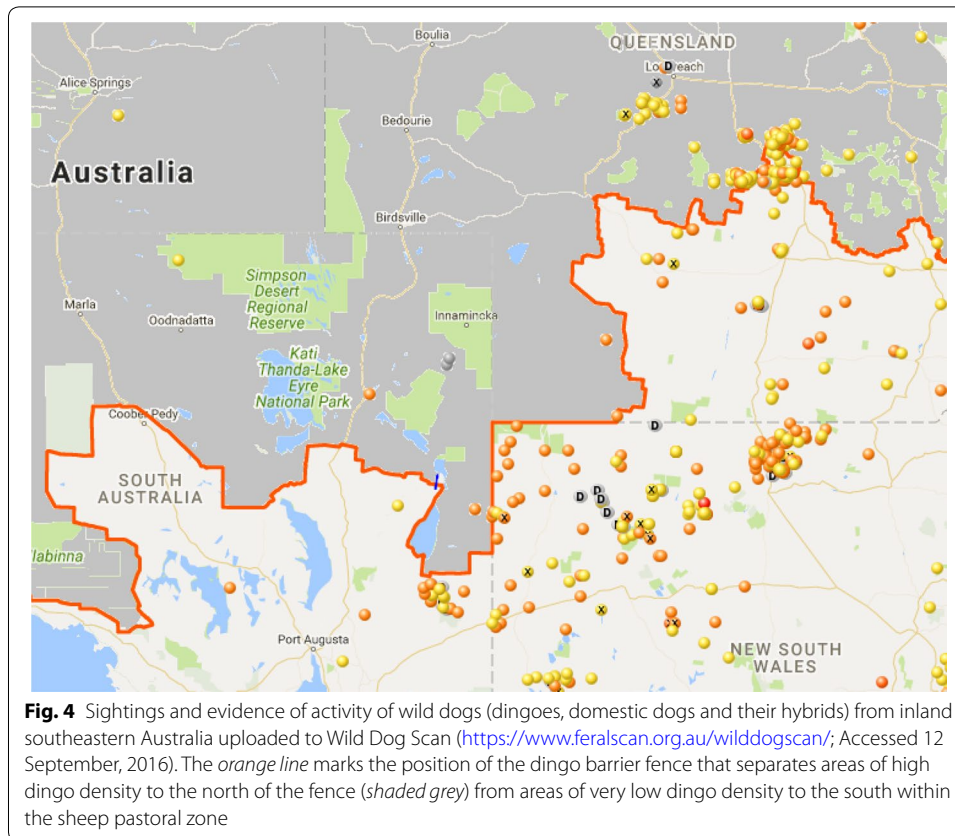 Boulia
QUEENSLAND
D
Lo  each
X
Alice Springs
X
Bedourie
Australia
Birdsville
X
Simpson
Desert
Regional
Reserve
Marla
Oodnadatta
Innamincka
Kati
Thanda-Lake
Eyre
National Park
Coober Pedy
D
SOUTH
AUSTRALIA
X
D
X
D
D
D
D
X
X
X
X
X
llabinna
X
X
X
Port Augusta
NEW SOUTH
WALES
Fig. 4 Sightings and evidence of activity of wild dogs (dingoes, domestic dogs and their hybrids) from inland
southeastern Australia uploaded to Wild Dog Scan (https://www.feralscan.org.au/wilddogscan/; Accessed 12
September, 2016). The orange line marks the position of the dingo barrier fence that separates areas of high
dingo density to the north of the fence (shaded grey) from areas of very low dingo density to the south within
the sheep pastoral zone